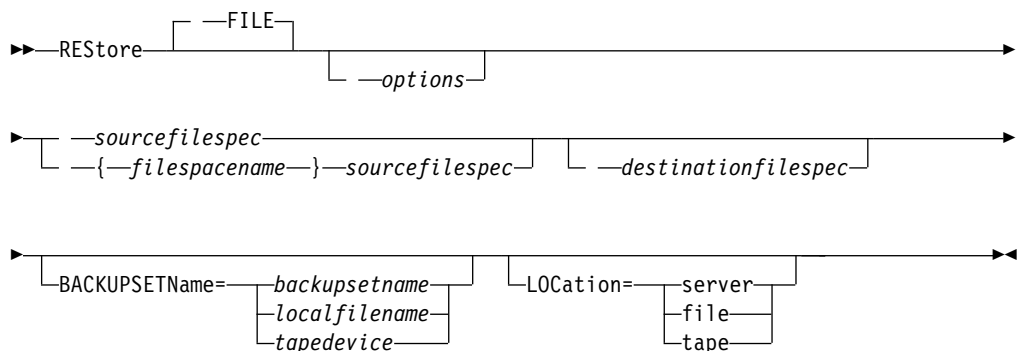 FILE
REStore
options
sourcefilespec
{ filespacename } sourcefilespec
destinationfilespec
BACKUPSETName= backupsetname
localfilename
tapedevice
LOCation= server
file
tape